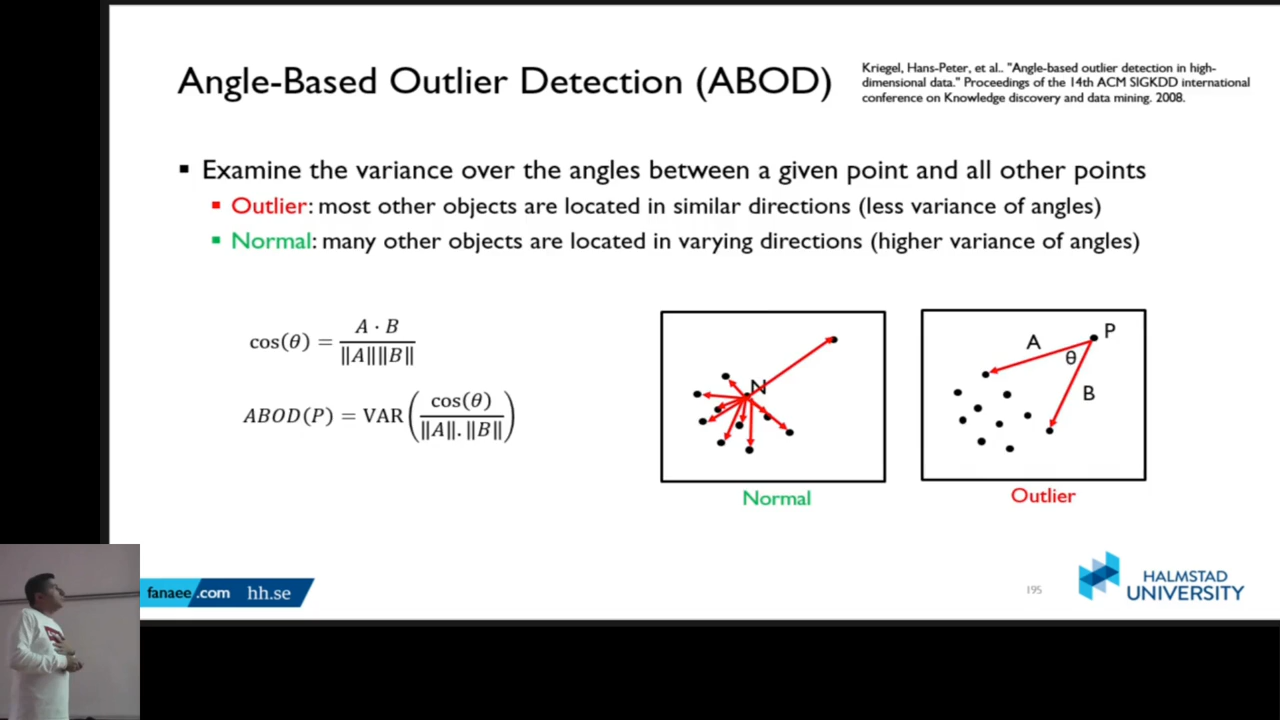 Angle-Based Outlier Detection (ABOD)
Kriegel, Hans-Peter, et al.. "Angle-based outlier detection in high-
dimensional data." Proceedings of the 14th ACM SIGKDD international
conference on Knowledge discovery and data mining. 2008.
▪ Examine the variance over the angles between a given point and all other points
▪ Outlier: most other objects are located in similar directions (less variance of angles)
▪ Normal: many other objects are located in varying directions (higher variance of angles)
cos(θ) = A · B / ‖A‖‖B‖
ABOD(P) = VAR ( cos(θ) / ‖A‖. ‖B‖ )
N
Normal
A
P
θ
B
Outlier
fanaee.com hh.se
195
HALMSTAD
UNIVERSITY